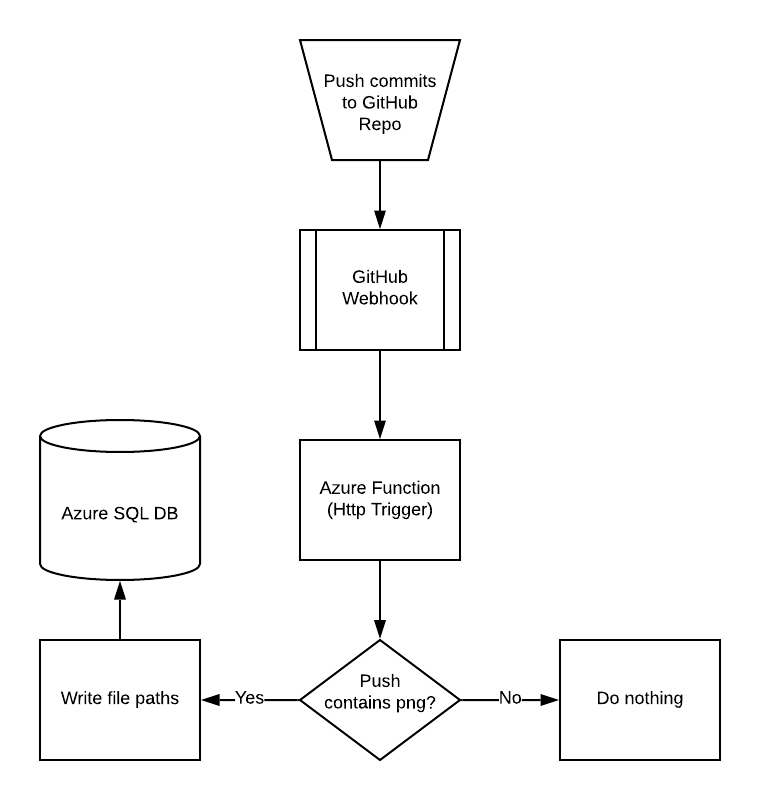 Push commits
to GitHub
Repo
GitHub
Webhook
Azure Function
(Http Trigger)
Azure SQL DB
Push
contains png?
Yes
No
Write file paths
Do nothing